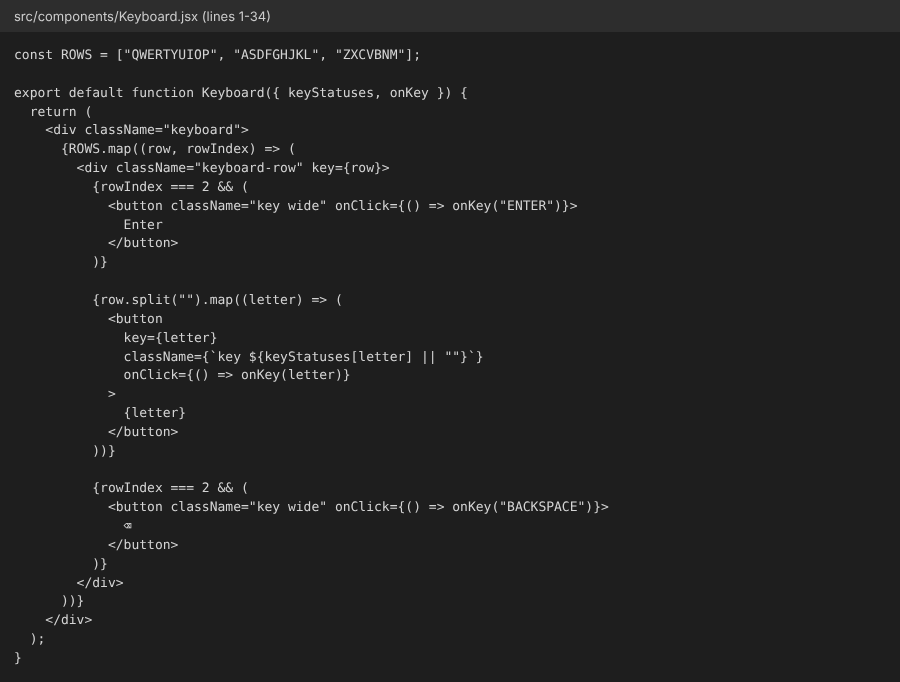 src/components/Keyboard.jsx (lines 1-34)
const ROWS = ["QWERTYUIOP", "ASDFGHJKL", "ZXCVBNM"];

export default function Keyboard({ keyStatuses, onKey }) {
  return (
    <div className="keyboard">
      {ROWS.map((row, rowIndex) => (
        <div className="keyboard-row" key={row}>
          {rowIndex === 2 && (
            <button className="key wide" onClick={() => onKey("ENTER")}>
              Enter
            </button>
          )}

          {row.split("").map((letter) => (
            <button
              key={letter}
              className={`key ${keyStatuses[letter] || ""}`}
              onClick={() => onKey(letter)}
            >
              {letter}
            </button>
          ))}

          {rowIndex === 2 && (
            <button className="key wide" onClick={() => onKey("BACKSPACE")}>
              ⌫
            </button>
          )}
        </div>
      ))}
    </div>
  );
}